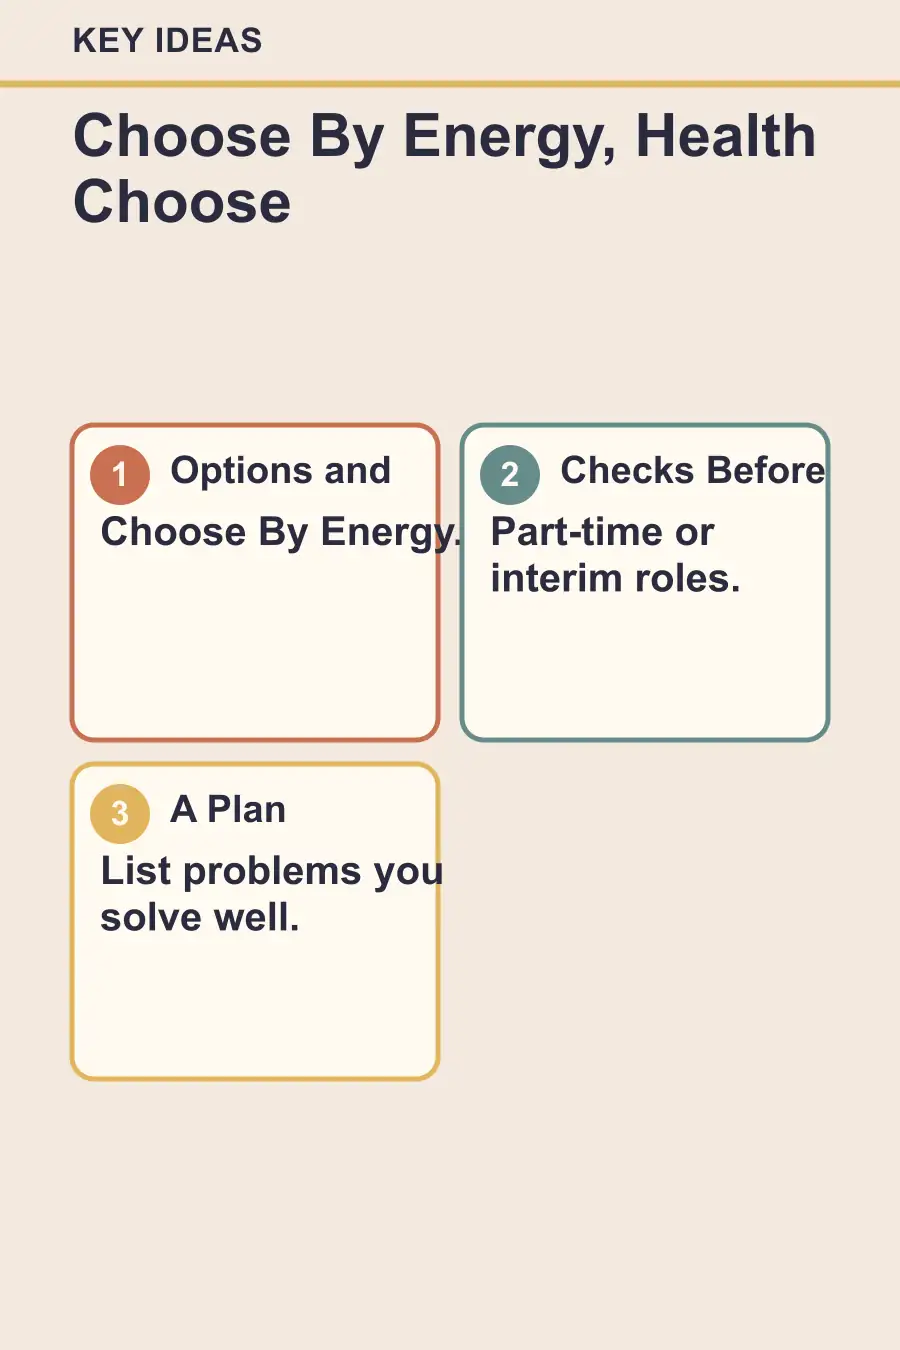 KEY IDEAS
Choose By Energy, Health
Choose
1 Options and
Choose By Energy.
2 Checks Before
Part-time or
interim roles.
3 A Plan
List problems you
solve well.